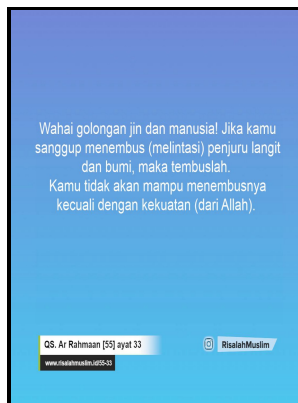 Wahai golongan jin dan manusia! Jika kamu
sanggup menembus (melintasi) penjuru langit
dan bumi, maka tembuslah.
Kamu tidak akan mampu menembusnya
kecuali dengan kekuatan (dari Allah).
QS. Ar Rahmaan [55] ayat 33
RisalahMuslim
www.risalahmuslim.id/55-33